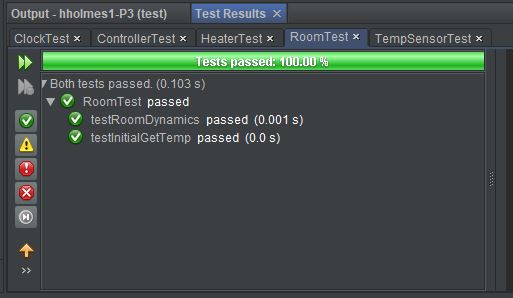 Output - hholmes1-P3 (test) Test Results ×
ClockTest × ControllerTest × HeaterTest × RoomTest × TempSensorTest ×
Tests passed: 100.00 %
Both tests passed. (0.103 s)
RoomTest passed
testRoomDynamics passed (0.001 s)
testInitialGetTemp passed (0.0 s)
>>